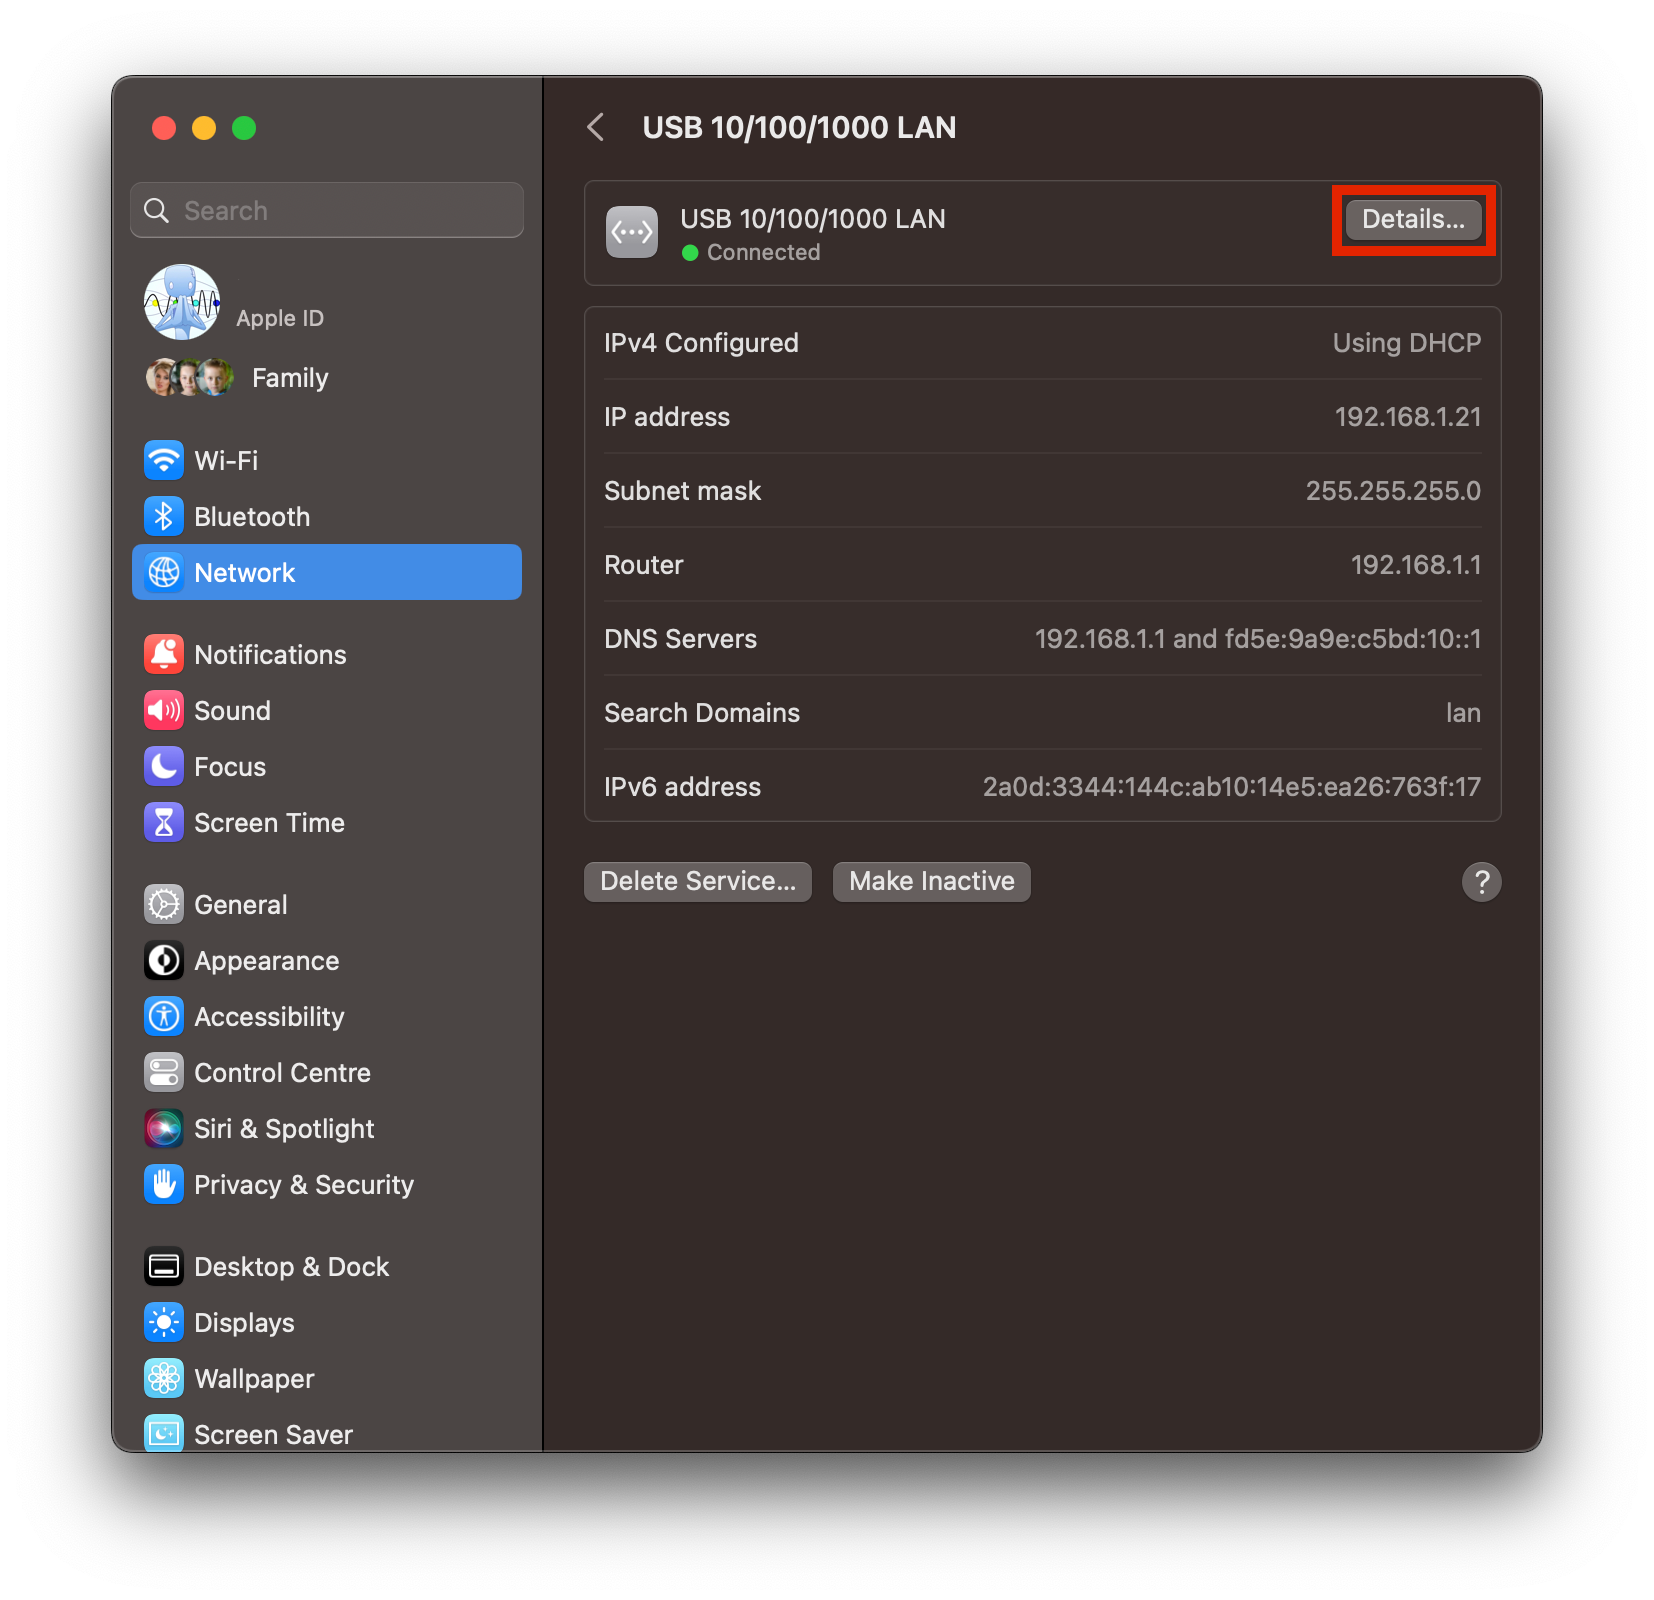 USB 10/100/1000 LAN
Search
Apple ID
Family
Wi-Fi
Bluetooth
Network
Notifications
Sound
Focus
Screen Time
General
Appearance
Accessibility
Control Centre
Siri & Spotlight
Privacy & Security
Desktop & Dock
Displays
Wallpaper
Screen Saver
USB 10/100/1000 LAN
Details...
Connected
IPv4 Configured Using DHCP
IP address 192.168.1.21
Subnet mask 255.255.255.0
Router 192.168.1.1
DNS Servers 192.168.1.1 and fd5e:9a9e:c5bd:10::1
Search Domains lan
IPv6 address 2a0d:3344:144c:ab10:14e5:ea26:763f:17
Delete Service... Make Inactive ?